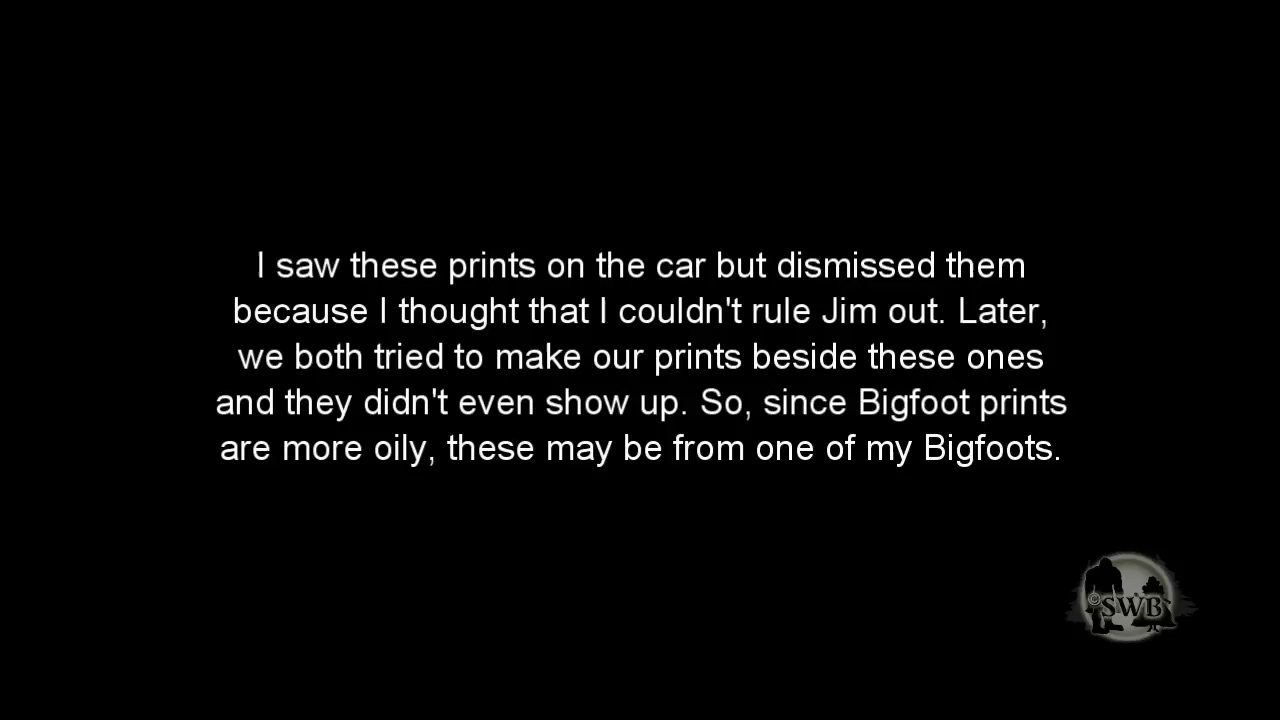 I saw these prints on the car but dismissed them
because I thought that I couldn't rule Jim out. Later,
we both tried to make our prints beside these ones
and they didn't even show up. So, since Bigfoot prints
are more oily, these may be from one of my Bigfoots.
©SWB